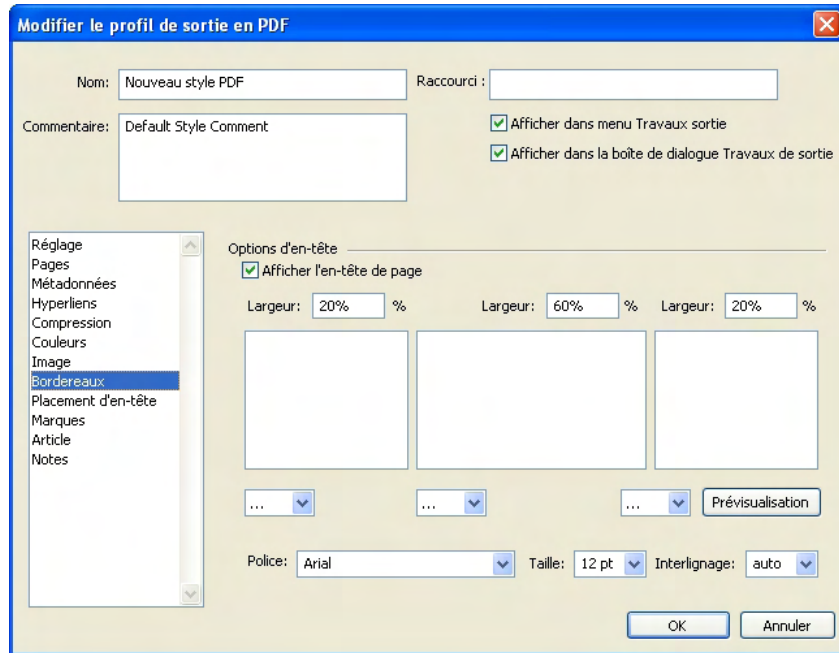 Modifier le profil de sortie en PDF
Nom: Nouveau style PDF Raccourci :
Commentaire: Default Style Comment
Afficher dans menu Travaux sortie
Afficher dans la boîte de dialogue Travaux de sortie
Réglage
Pages
Métadonnées
Hyperliens
Compression
Couleurs
Image
Bordereaux
Placement d'en-tête
Marques
Article
Notes
Options d'en-tête
Afficher l'en-tête de page
Largeur: 20% % Largeur: 60% % Largeur: 20% %
... ... ... Prévisualisation
Police: Arial Taille: 12 pt Interlignage: auto
OK Annuler